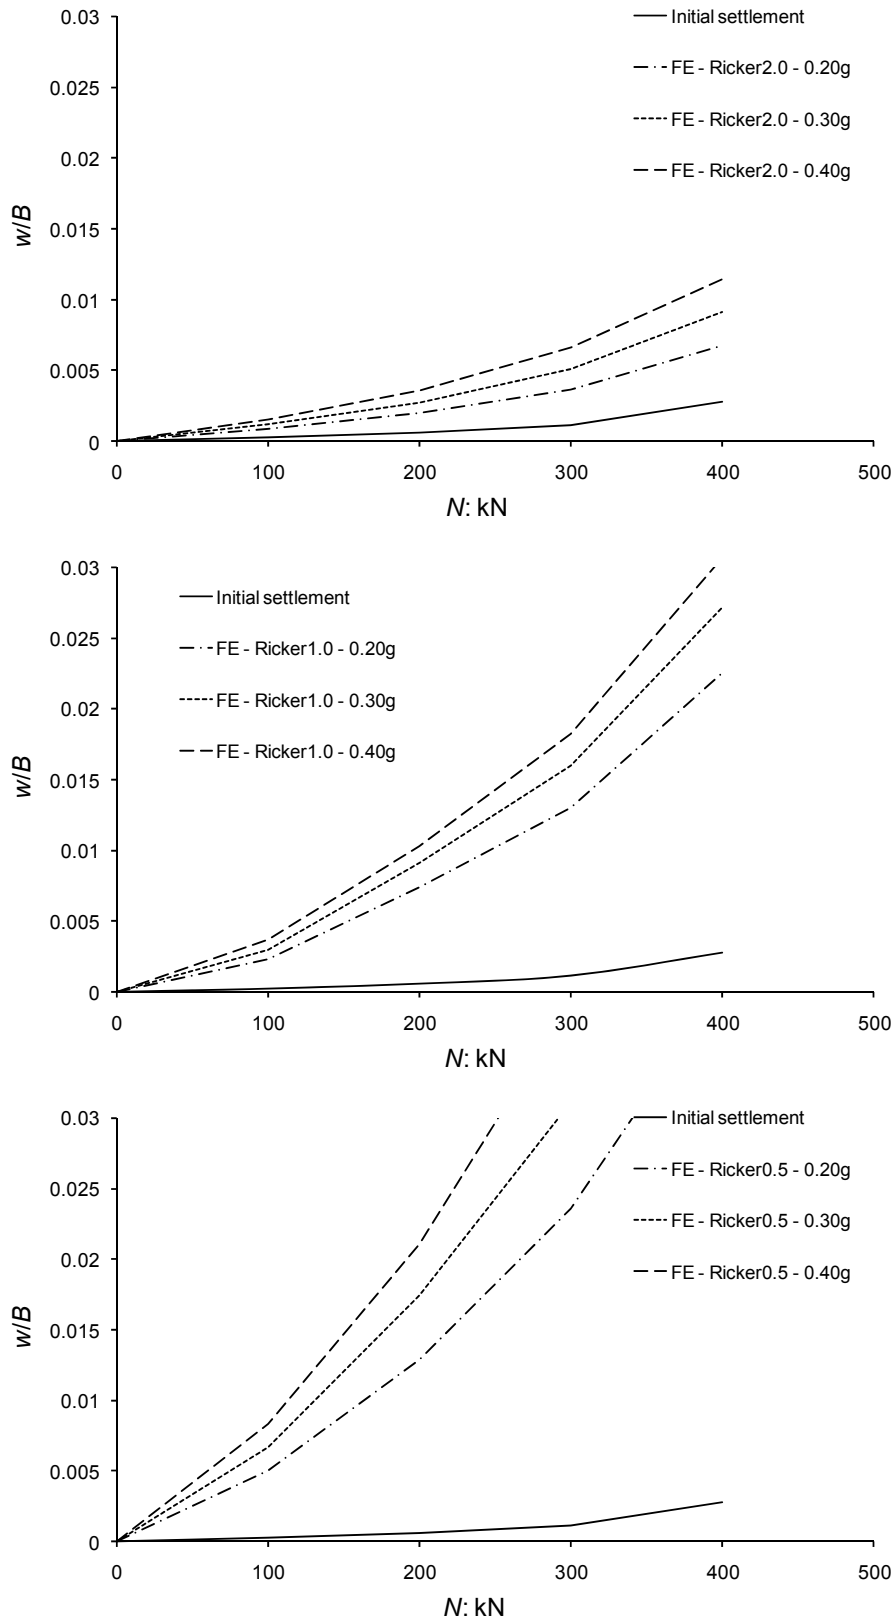 0.03
0.025
0.02
0.015
0.01
0.005
0
w/B
Initial settlement
FE - Ricker2.0 - 0.20g
FE - Ricker2.0 - 0.30g
FE - Ricker2.0 - 0.40g
0 100 200 300 400 500
N: kN
0.03
0.025
0.02
0.015
0.01
0.005
0
w/B
Initial settlement
FE - Ricker1.0 - 0.20g
FE - Ricker1.0 - 0.30g
FE - Ricker1.0 - 0.40g
0 100 200 300 400 500
N: kN
0.03
0.025
0.02
0.015
0.01
0.005
0
w/B
Initial settlement
FE - Ricker0.5 - 0.20g
FE - Ricker0.5 - 0.30g
FE - Ricker0.5 - 0.40g
0 100 200 300 400 500
N: kN